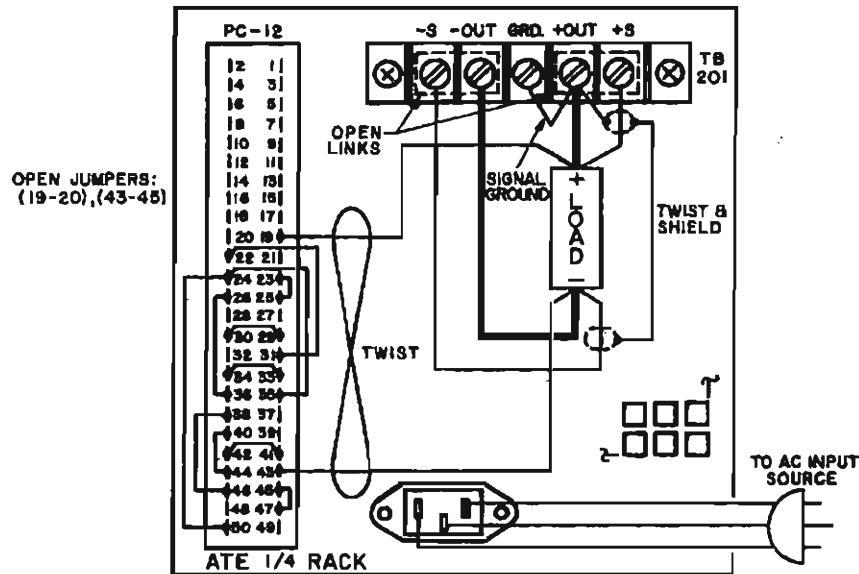 PC-12
-S -OUT GRD. +OUT +S
TB
201
2 1
4 3
6 5
8 7
10 9
12 11
14 13
16 15
18 17
20 19
22 21
24 23
26 25
28 27
30 29
32 31
34 33
36 35
38 37
40 39
42 41
44 43
46 45
48 47
50 49
OPEN JUMPERS:
(19-20),(43-45)
OPEN
LINKS
SIGNAL
GROUND
+ LOAD -
TWIST &
SHIELD
TWIST
TO AC INPUT
SOURCE
ATE 1/4 RACK